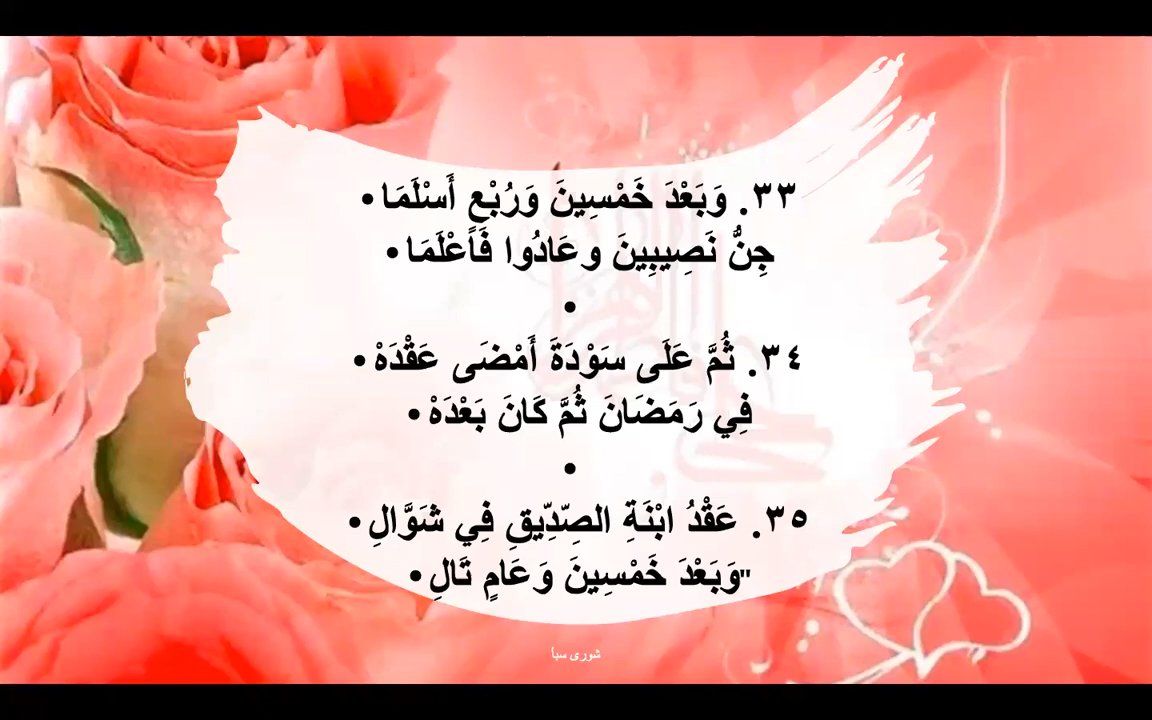 ٣٣. وَبَعْدَ خَمْسِينَ وَرُبْعٍ أَسْلَمَا •
جِنُّ نَصِيبِينَ وعَادُوا فَاًعْلَمَا •
•
٣٤. ثُمَّ عَلَى سَوْدَةَ أَمْضَى عَقْدَهْ •
فِي رَمَضَانَ ثُمَّ كَانَ بَعْدَهْ •
•
٣٥. عَقْدُ ابْنَةِ الصِّدِّيقِ فِي شَوَّالِ •
"وَبَعْدَ خَمْسِينَ وَعَامٍ تَالِ •
شورى سبأ